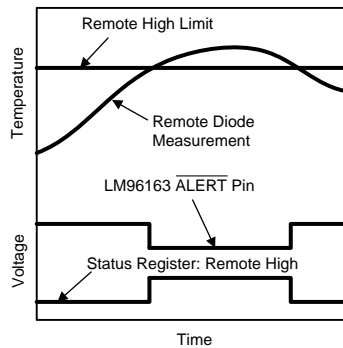 Remote High Limit
Temperature
Remote Diode
Measurement
LM96163 ALERT Pin
Voltage
Status Register: Remote High
Time